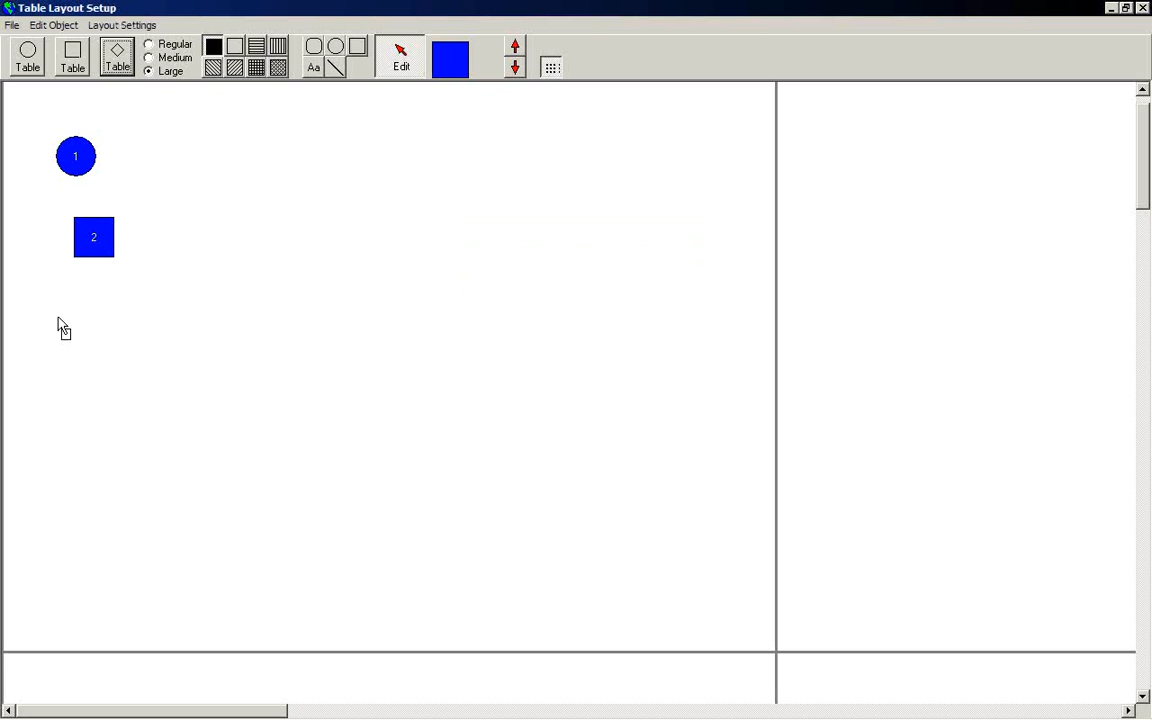 Table Layout Setup
File Edit Object Layout Settings
Table Table Table
Regular
Medium
Large
Aa
Edit
1
2